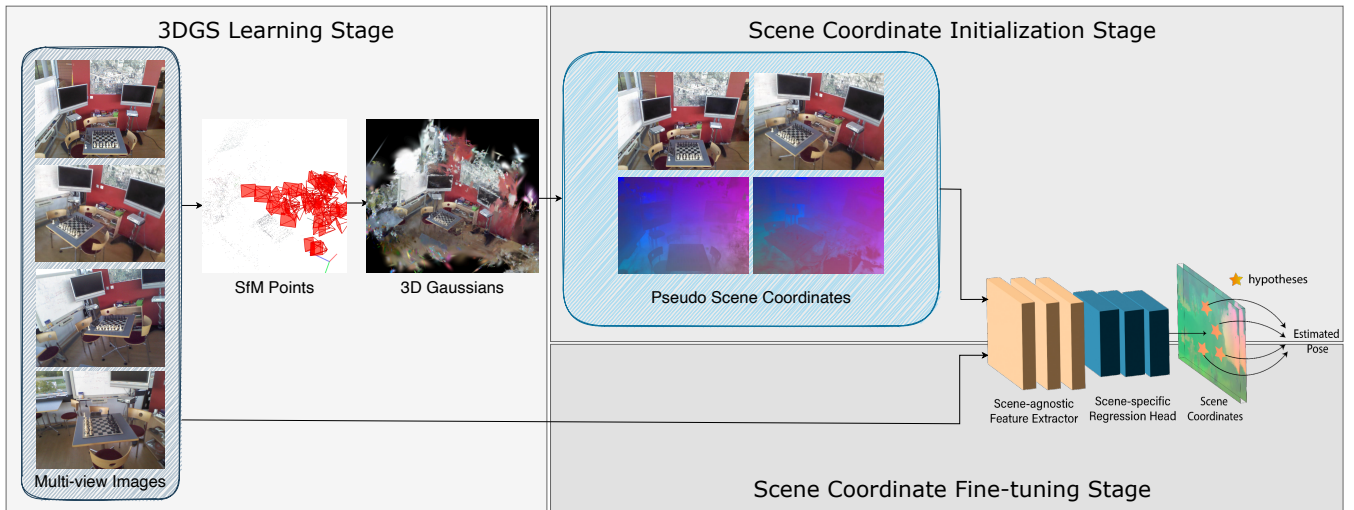 3DGS Learning Stage
Scene Coordinate Initialization Stage
SfM Points
3D Gaussians
Multi-view Images
Pseudo Scene Coordinates
hypotheses
Estimated
Pose
Scene-agnostic
Feature Extractor
Scene-specific
Regression Head
Scene
Coordinates
Scene Coordinate Fine-tuning Stage